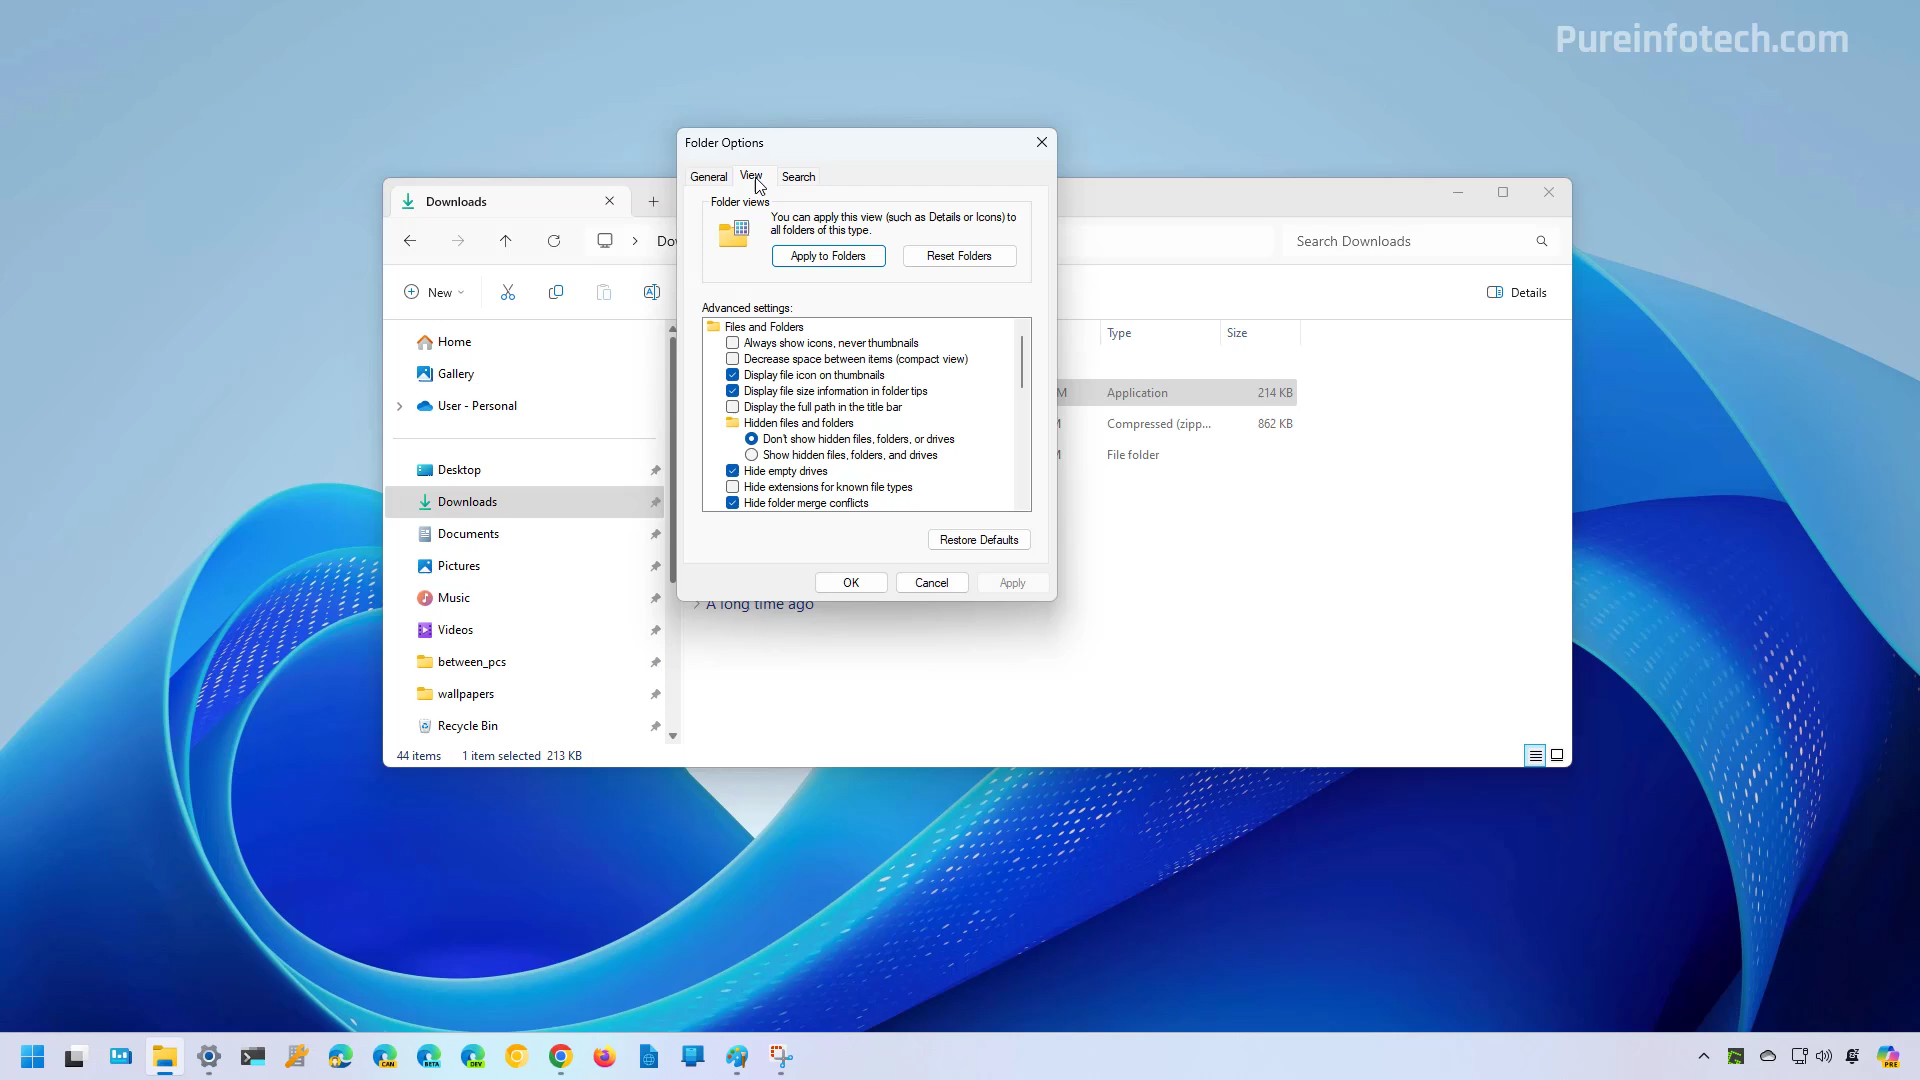 Pureinfotech.com
Folder Options
General View Search
Folder views
You can apply this view (such as Details or Icons) to
all folders of this type.
Apply to Folders Reset Folders
Advanced settings:
Files and Folders
Always show icons, never thumbnails
Decrease space between items (compact view)
Display file icon on thumbnails
Display file size information in folder tips
Display the full path in the title bar
Hidden files and folders
Don't show hidden files, folders, or drives
Show hidden files, folders, and drives
Hide empty drives
Hide extensions for known file types
Hide folder merge conflicts
Restore Defaults
OK Cancel Apply
Downloads
Search Downloads
New
Details
Home
Gallery
User - Personal
Desktop
Downloads
Documents
Pictures
Music
Videos
between_pcs
wallpapers
Recycle Bin
Type Size
Application 214 KB
Compressed (zipp... 862 KB
File folder
A long time ago
44 items 1 item selected 213 KB
CAN
BETA
DEV
PRE